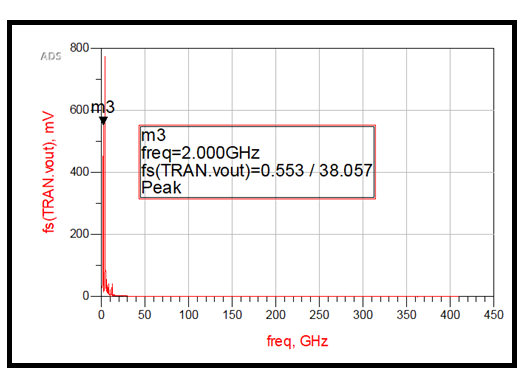 ADS
800
600
400
200
0
fs(TRAN.vout), mV
m3
m3
freq=2.000GHz
fs(TRAN.vout)=0.553 / 38.057
Peak
0 50 100 150 200 250 300 350 400 450
freq, GHz